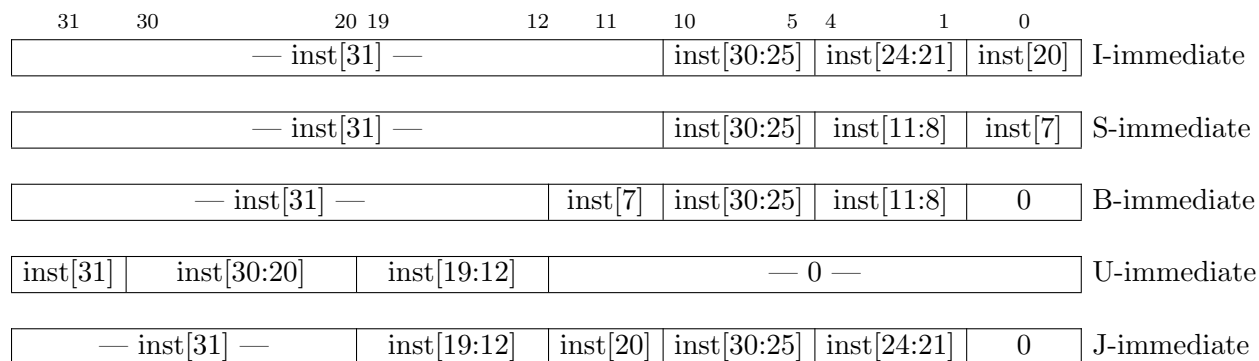 31 30 20 19 12 11 10 5 4 1 0
— inst[31] — inst[30:25] inst[24:21] inst[20] I-immediate
— inst[31] — inst[30:25] inst[11:8] inst[7] S-immediate
— inst[31] — inst[7] inst[30:25] inst[11:8] 0 B-immediate
inst[31] inst[30:20] inst[19:12] — 0 — U-immediate
— inst[31] — inst[19:12] inst[20] inst[30:25] inst[24:21] 0 J-immediate